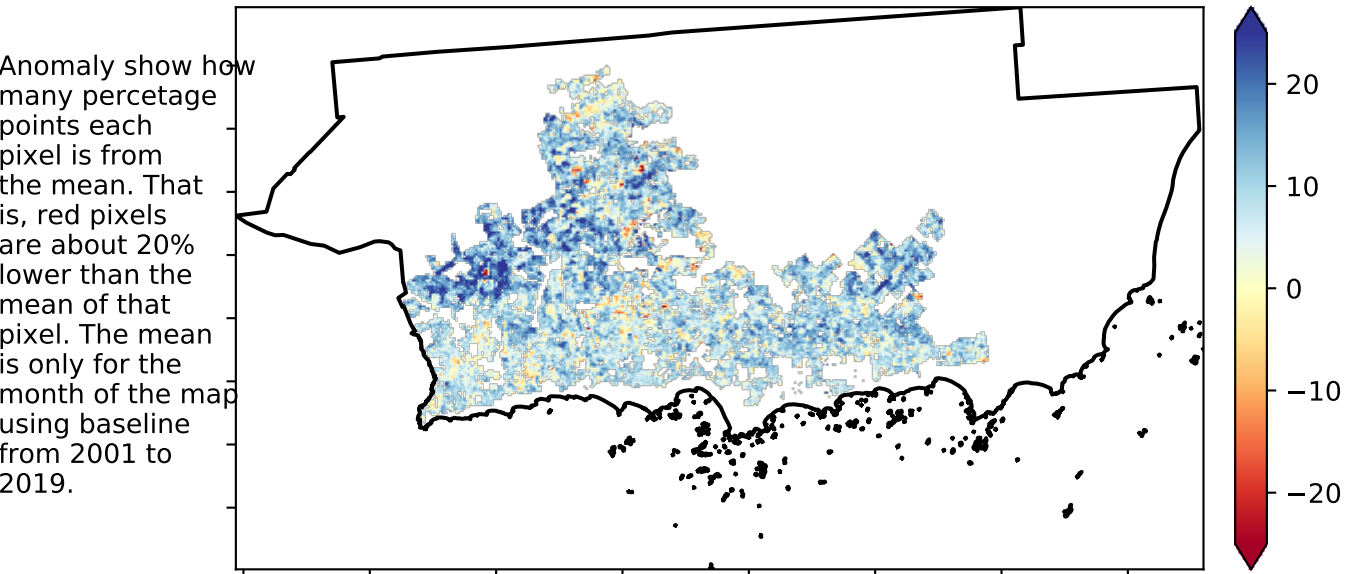 Anomaly show how
many percetage
points each
pixel is from
the mean. That
is, red pixels
are about 20%
lower than the
mean of that
pixel. The mean
is only for the
month of the map
using baseline
from 2001 to
2019.
20
10
0
−10
−20